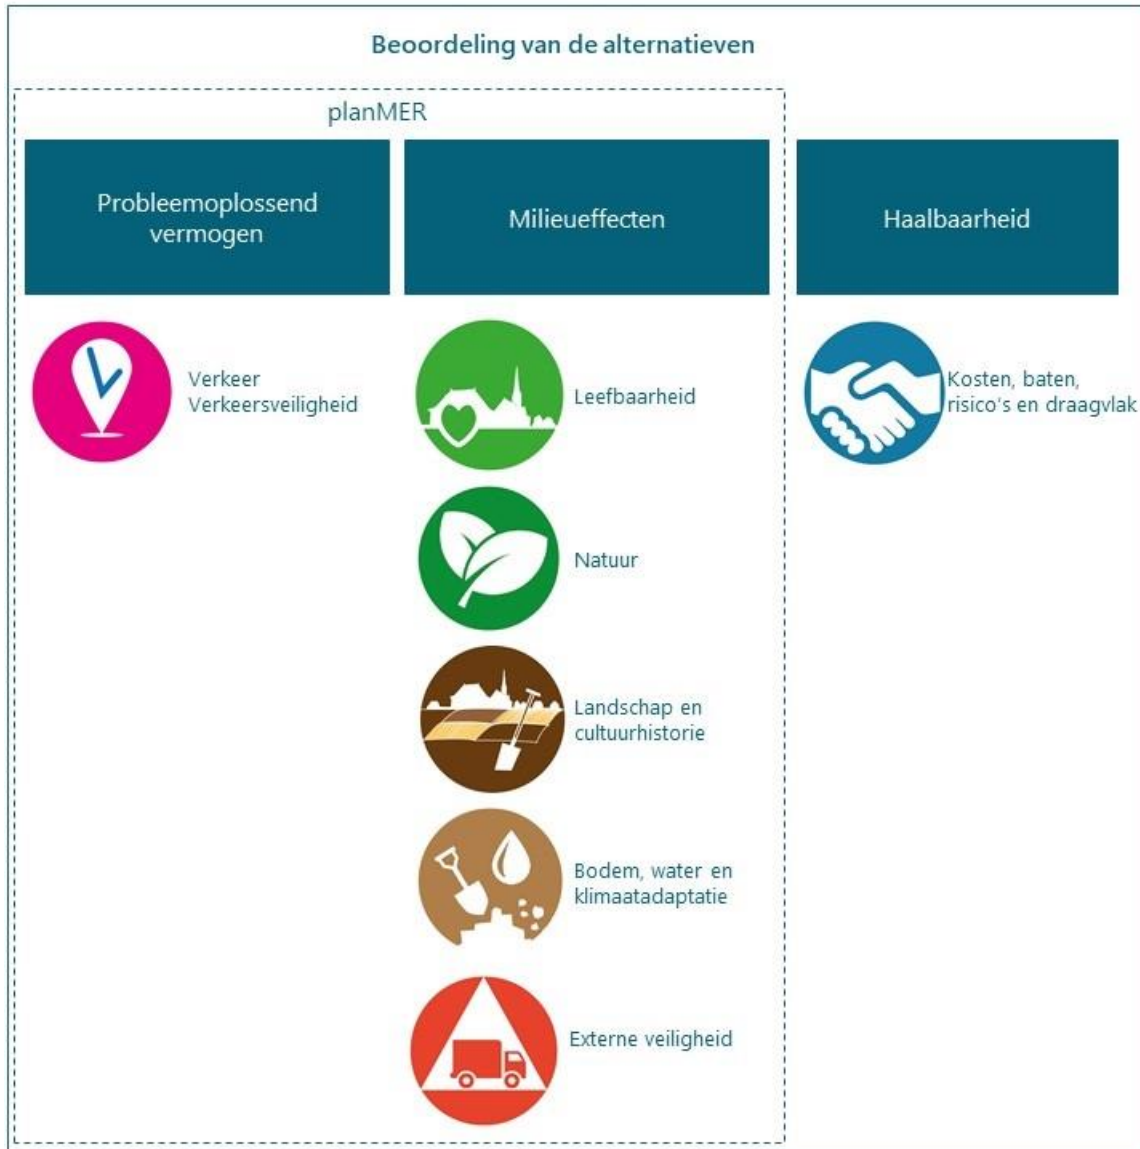 Beoordeling van de alternatieven
planMER
Probleemoplossend
vermogen
Milieueffecten
Haalbaarheid
Verkeer
Verkeersveiligheid
Leefbaarheid
Kosten, baten,
risico's en draagvlak
Natuur
Landschap en
cultuurhistorie
Bodem, water en
klimaatadaptatie
Externe veiligheid